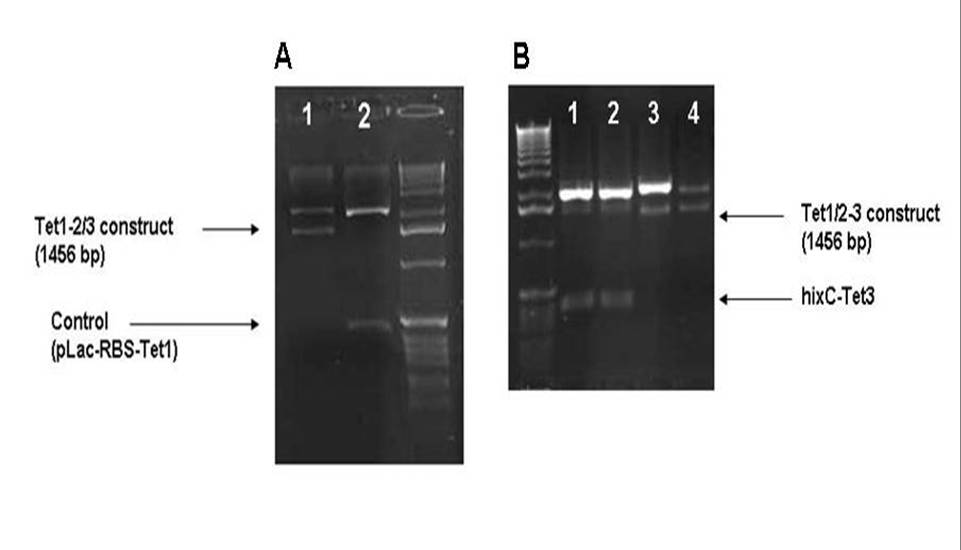 A
B
1 2
1 2 3 4
Tet1-2/3 construct
(1456 bp)
Control
(pLac-RBS-Tet1)
Tet1/2-3 construct
(1456 bp)
hixC-Tet3